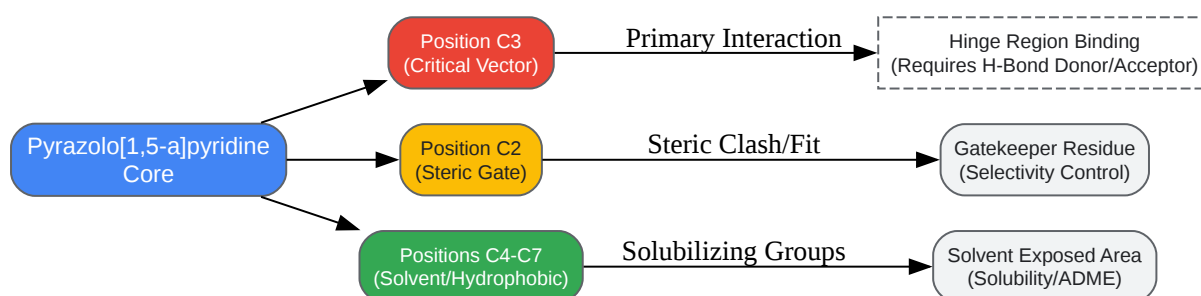 Position C3
(Critical Vector)
Primary Interaction
Hinge Region Binding
(Requires H-Bond Donor/Acceptor)
Pyrazolo[1,5-a]pyridine
Core
Position C2
(Steric Gate)
Steric Clash/Fit
Gatekeeper Residue
(Selectivity Control)
Positions C4-C7
(Solvent/Hydrophobic)
Solubilizing Groups
Solvent Exposed Area
(Solubility/ADME)